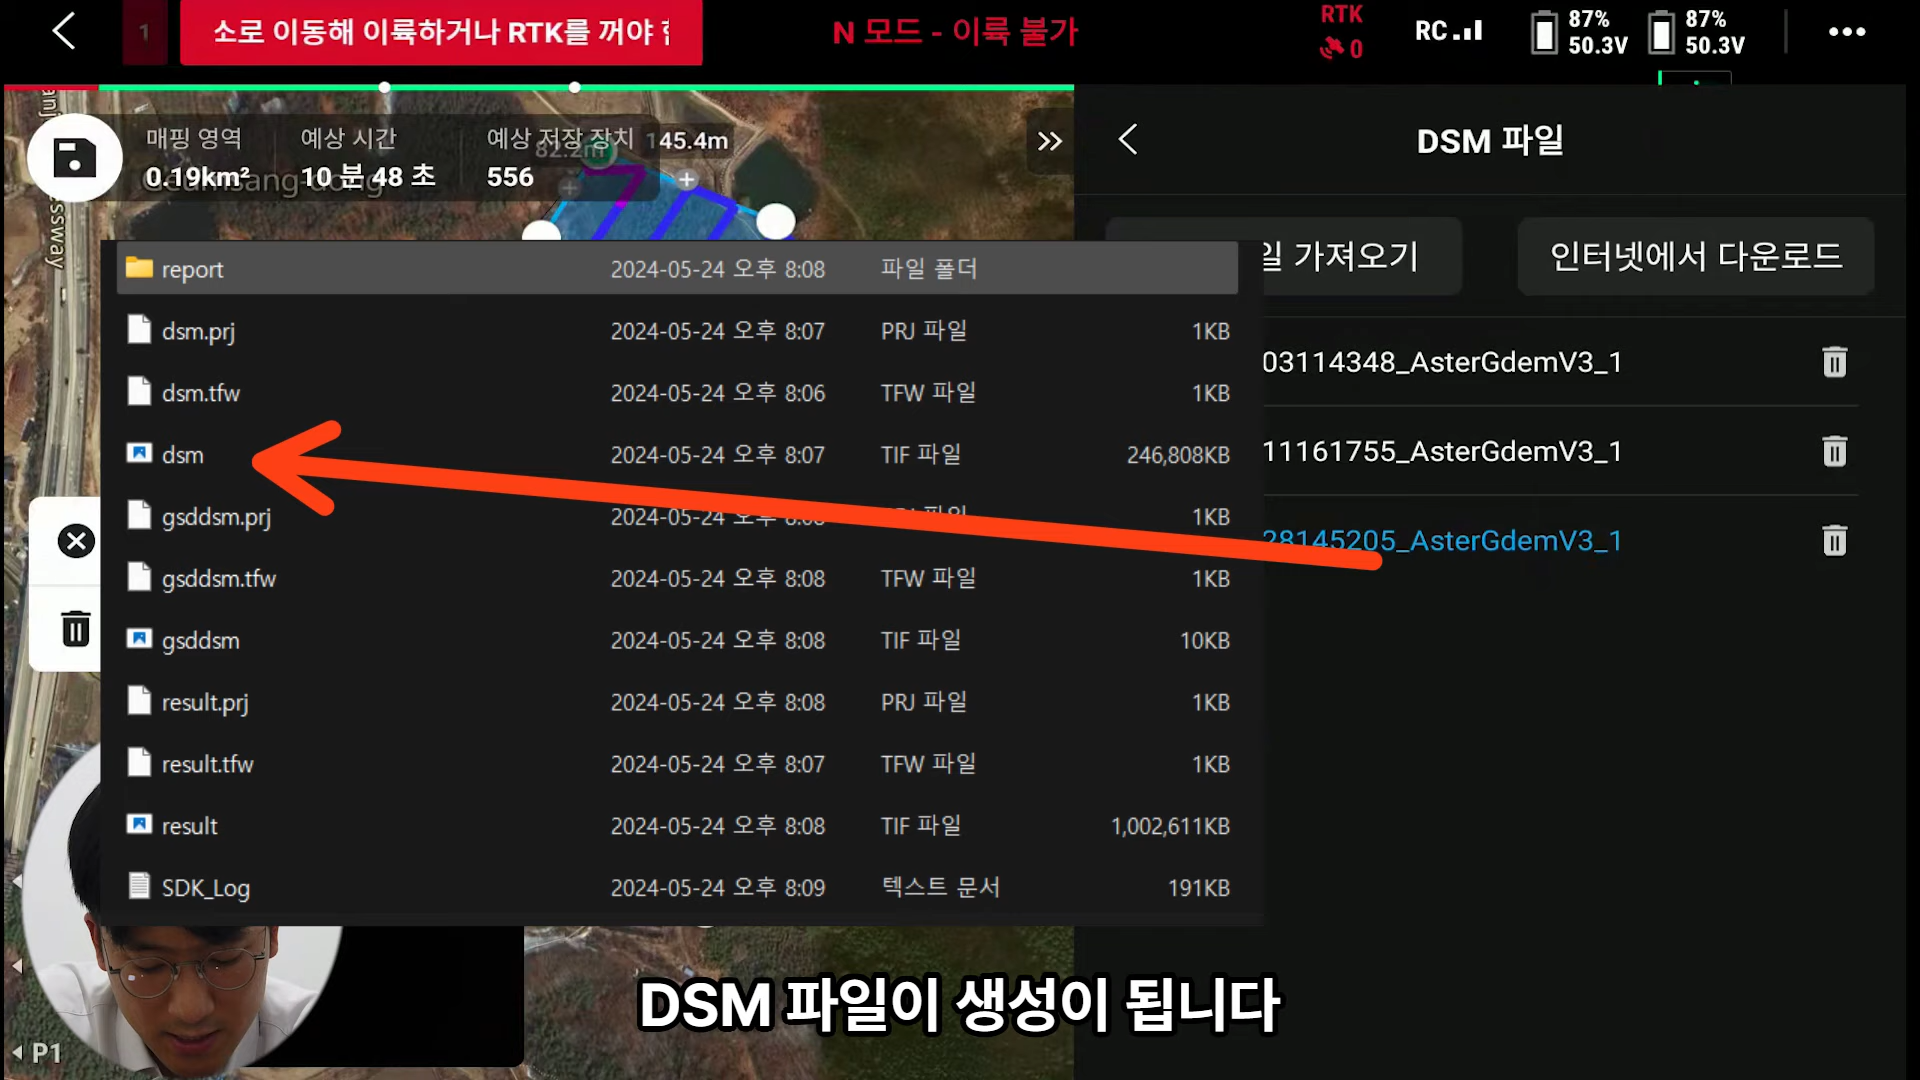 1
소로 이동해 이륙하거나 RTK를 꺼야
N 모드 - 이륙 불가
RTK
0
RC
87%
50.3V
87%
50.3V
매핑 영역
0.19km²
예상 시간
10 분 48 초
예상 저장 장치
556
82.2m
145.4m
DSM 파일
일 가져오기
인터넷에서 다운로드
03114348_AsterGdemV3_1
11161755_AsterGdemV3_1
28145205_AsterGdemV3_1
report 2024-05-24 오후 8:08 파일 폴더
dsm.prj 2024-05-24 오후 8:07 PRJ 파일 1KB
dsm.tfw 2024-05-24 오후 8:06 TFW 파일 1KB
dsm 2024-05-24 오후 8:07 TIF 파일 246,808KB
gsddsm.prj 2024-05-24 오후 1KB
gsddsm.tfw 2024-05-24 오후 8:08 TFW 파일 1KB
gsddsm 2024-05-24 오후 8:08 TIF 파일 10KB
result.prj 2024-05-24 오후 8:08 PRJ 파일 1KB
result.tfw 2024-05-24 오후 8:07 TFW 파일 1KB
result 2024-05-24 오후 8:08 TIF 파일 1,002,611KB
SDK_Log 2024-05-24 오후 8:09 텍스트 문서 191KB
P1
DSM 파일이 생성이 됩니다